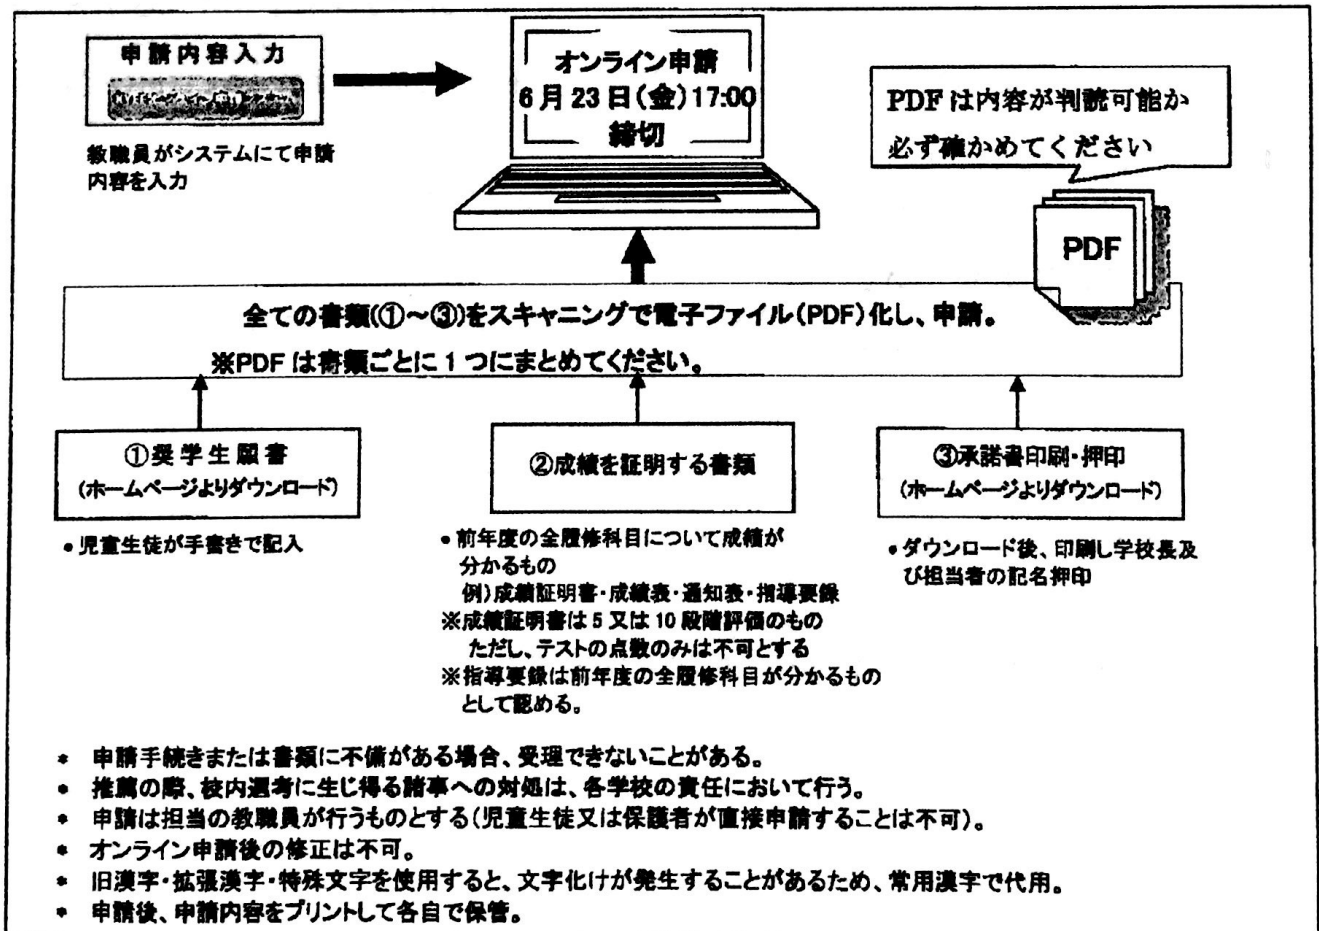 申請内容入力
教職員がシステムにて申請
内容を入力
オンライン申請
6月23日(金)17:00
締切
PDFは内容が判読可能か
必ず確かめてください
PDF
全ての書類(①～③)をスキャニングで電子ファイル(PDF)化し、申請。
※PDFは書類ごとに1つにまとめてください。
①奨学生願書
(ホームページよりダウンロード)
•児童生徒が手書きで記入
②成績を証明する書類
•前年度の全履修科目について成績が
分かるもの
例)成績証明書・成績表・通知表・指導要録
※成績証明書は5又は10段階評価のもの
ただし、テストの点数のみは不可とする
※指導要録は前年度の全履修科目が分かるもの
として認める。
③承諾書印刷・押印
(ホームページよりダウンロード)
•ダウンロード後、印刷し学校長及
び担当者の記名押印
* 申請手続きまたは書類に不備がある場合、受理できないことがある。
* 推薦の際、校内選考に生じ得る諸事への対処は、各学校の責任において行う。
* 申請は担当の教職員が行うものとする(児童生徒又は保護者が直接申請することは不可)。
* オンライン申請後の修正は不可。
* 旧漢字・拡張漢字・特殊文字を使用すると、文字化けが発生することがあるため、常用漢字で代用。
* 申請後、申請内容をプリントして各自で保管。